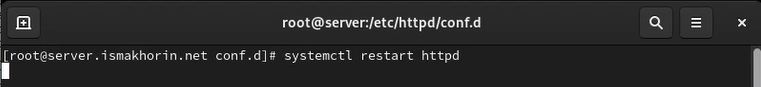 root@server:/etc/httpd/conf.d
[root@server.ismakhorin.net conf.d]# systemctl restart httpd